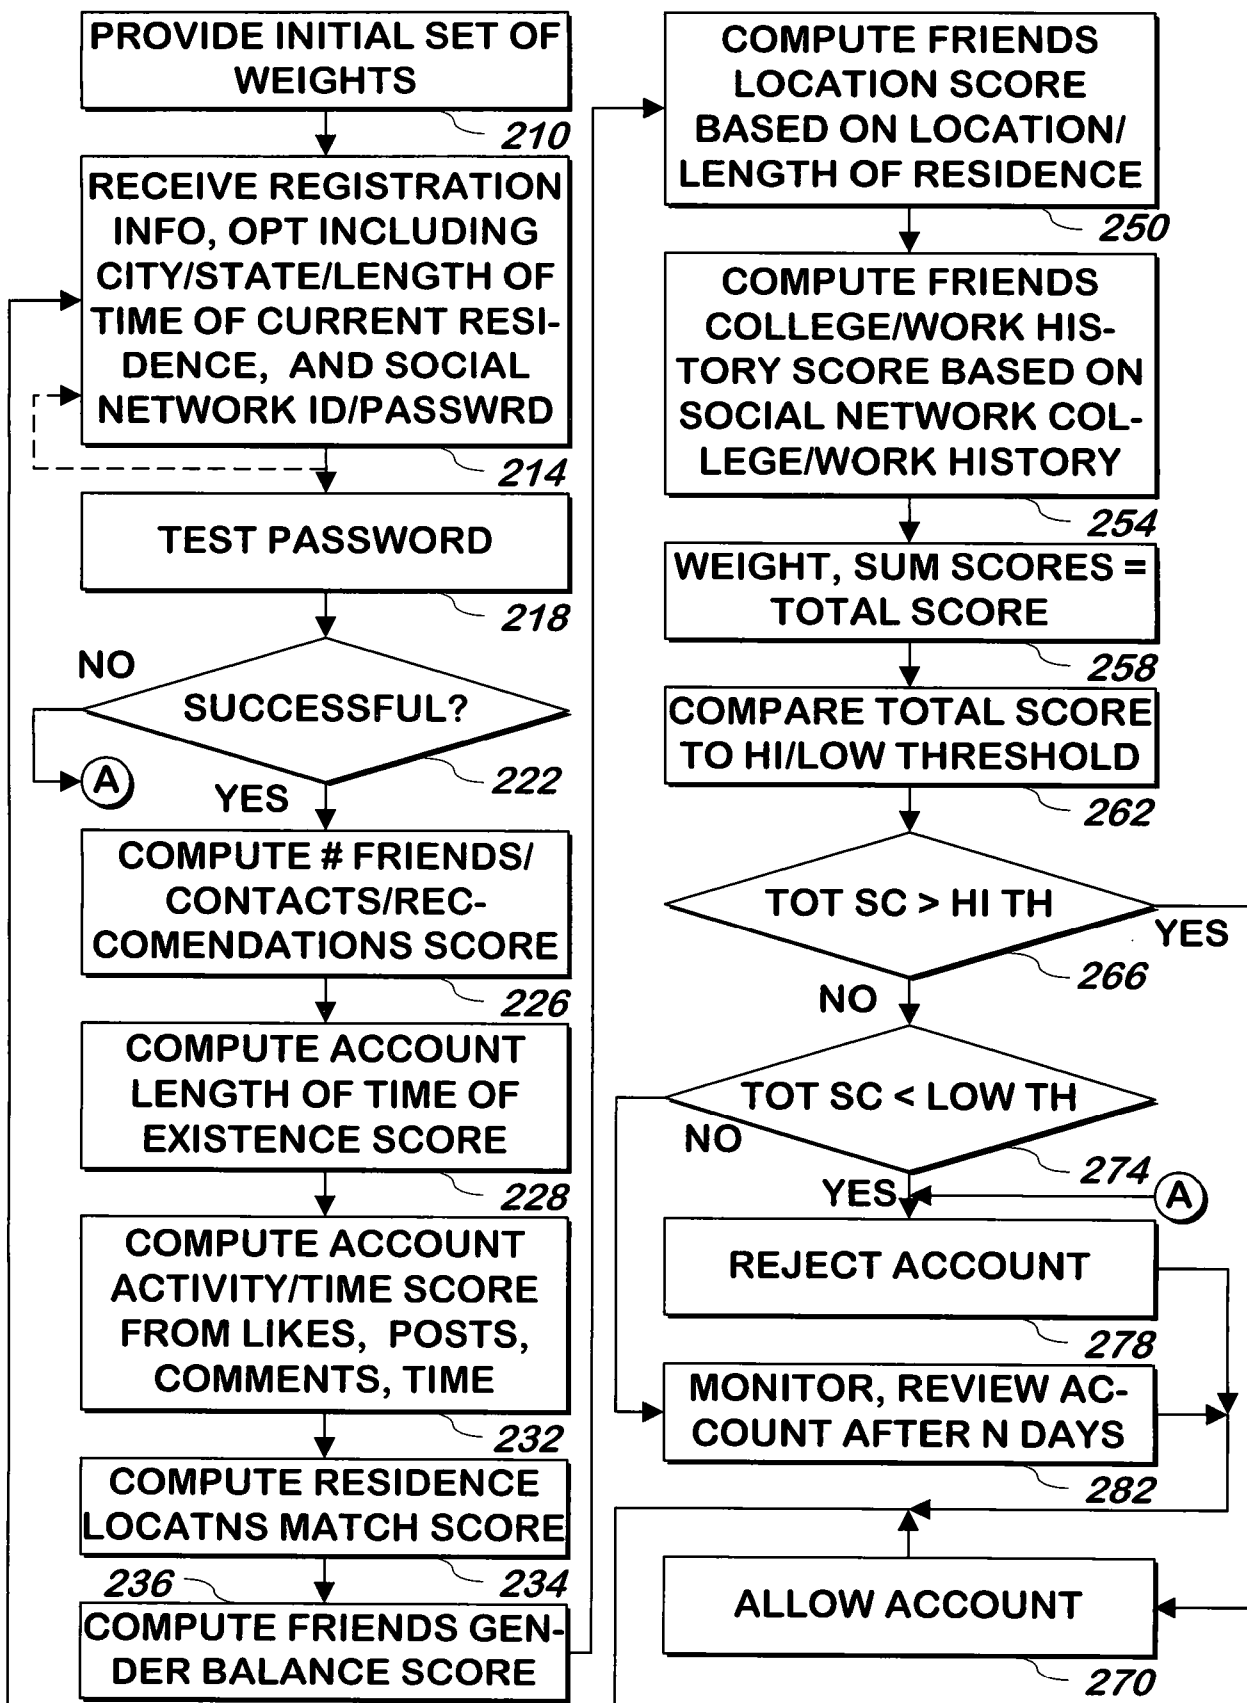 PROVIDE INITIAL SET OF
WEIGHTS
210
RECEIVE REGISTRATION
INFO, OPT INCLUDING
CITY/STATE/LENGTH OF
TIME OF CURRENT RESI-
DENCE, AND SOCIAL
NETWORK ID/PASSWRD
214
TEST PASSWORD
218
NO
SUCCESSFUL?
A
222
YES
COMPUTE # FRIENDS/
CONTACTS/REC-
COMENDATIONS SCORE
226
COMPUTE ACCOUNT
LENGTH OF TIME OF
EXISTENCE SCORE
228
COMPUTE ACCOUNT
ACTIVITY/TIME SCORE
FROM LIKES, POSTS,
COMMENTS, TIME
232
COMPUTE RESIDENCE
LOCATNS MATCH SCORE
234
236
COMPUTE FRIENDS GEN-
DER BALANCE SCORE
COMPUTE FRIENDS
LOCATION SCORE
BASED ON LOCATION/
LENGTH OF RESIDENCE
250
COMPUTE FRIENDS
COLLEGE/WORK HIS-
TORY SCORE BASED ON
SOCIAL NETWORK COL-
LEGE/WORK HISTORY
254
WEIGHT, SUM SCORES =
TOTAL SCORE
258
COMPARE TOTAL SCORE
TO HI/LOW THRESHOLD
262
TOT SC > HI TH
YES
266
NO
TOT SC < LOW TH
NO
274
YES
A
REJECT ACCOUNT
278
MONITOR, REVIEW AC-
COUNT AFTER N DAYS
282
ALLOW ACCOUNT
270